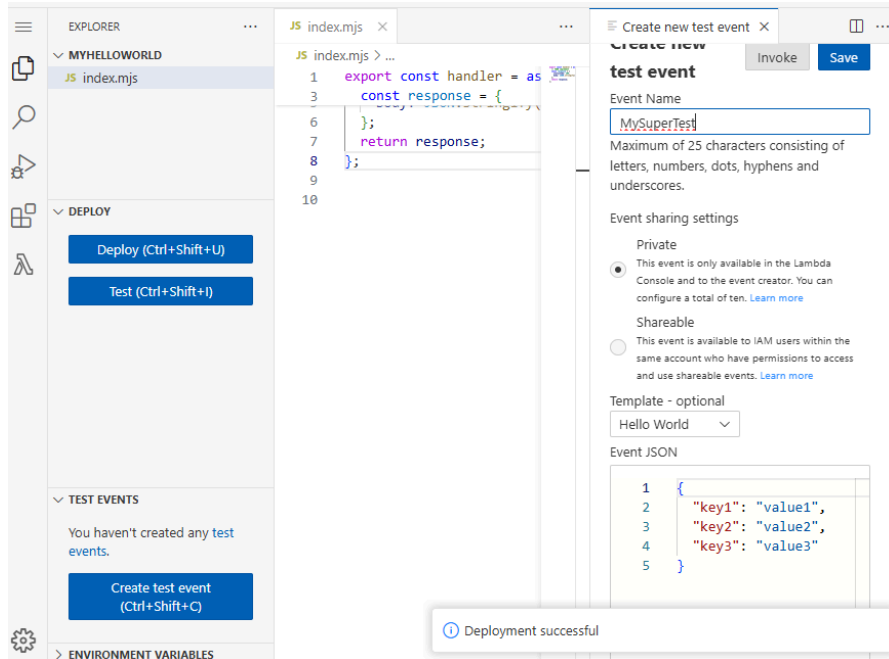 EXPLORER
MYHELLOWORLD
JS index.mjs
DEPLOY
Deploy (Ctrl+Shift+U)
Test (Ctrl+Shift+I)
TEST EVENTS
You haven't created any test
events.
Create test event
(Ctrl+Shift+C)
ENVIRONMENT VARIABLES
JS index.mjs
JS index.mjs > ...
1 export const handler = as
3 const response = {
6 };
7 return response;
8 };
9
10
Create new test event
Create new
test event
Invoke
Save
Event Name
MySuperTest
Maximum of 25 characters consisting of
letters, numbers, dots, hyphens and
underscores.
Event sharing settings
Private
This event is only available in the Lambda
Console and to the event creator. You can
configure a total of ten. Learn more
Shareable
This event is available to IAM users within the
same account who have permissions to access
and use shareable events. Learn more
Template - optional
Hello World
Event JSON
1 {
2 "key1": "value1",
3 "key2": "value2",
4 "key3": "value3"
5 }
Deployment successful